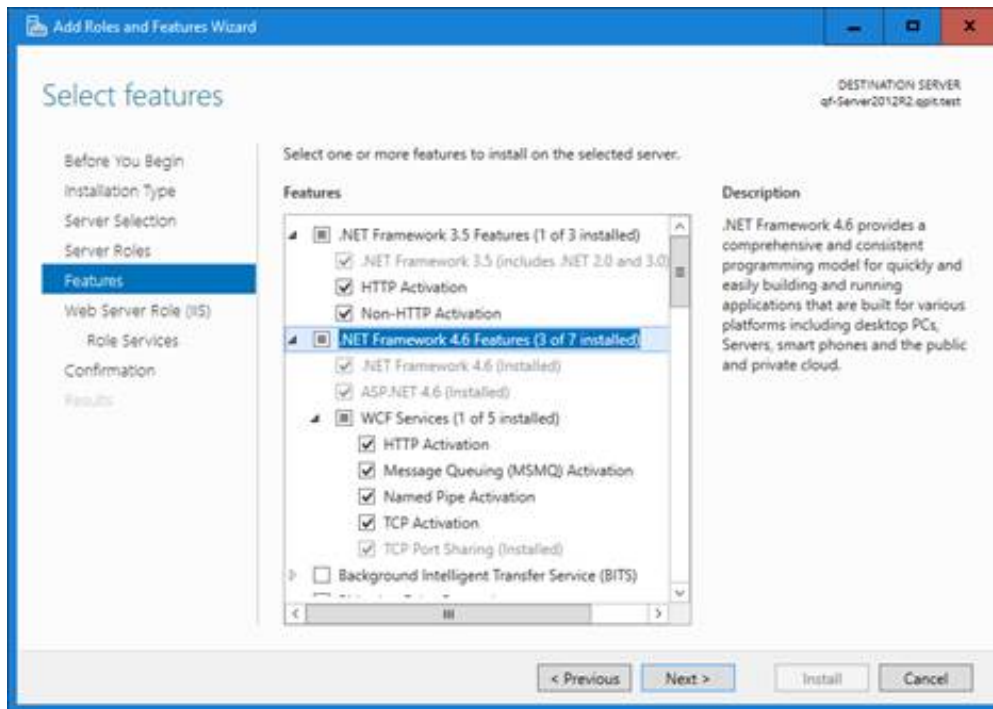 Add Roles and Features Wizard
Select features
DESTINATION SERVER
qf-Server2012R2.qpit.test
Before You Begin
Installation Type
Server Selection
Server Roles
Features
Web Server Role (IIS)
Role Services
Confirmation
Results
Select one or more features to install on the selected server.
Features
.NET Framework 3.5 Features (1 of 3 installed)
.NET Framework 3.5 (includes .NET 2.0 and 3.0)
HTTP Activation
Non-HTTP Activation
.NET Framework 4.6 Features (3 of 7 installed)
.NET Framework 4.6 (Installed)
ASP.NET 4.6 (Installed)
WCF Services (1 of 5 installed)
HTTP Activation
Message Queuing (MSMQ) Activation
Named Pipe Activation
TCP Activation
TCP Port Sharing (Installed)
Background Intelligent Transfer Service (BITS)
Description
.NET Framework 4.6 provides a
comprehensive and consistent
programming model for quickly and
easily building and running
applications that are built for various
platforms including desktop PCs,
Servers, smart phones and the public
and private cloud.
< Previous
Next >
Install
Cancel